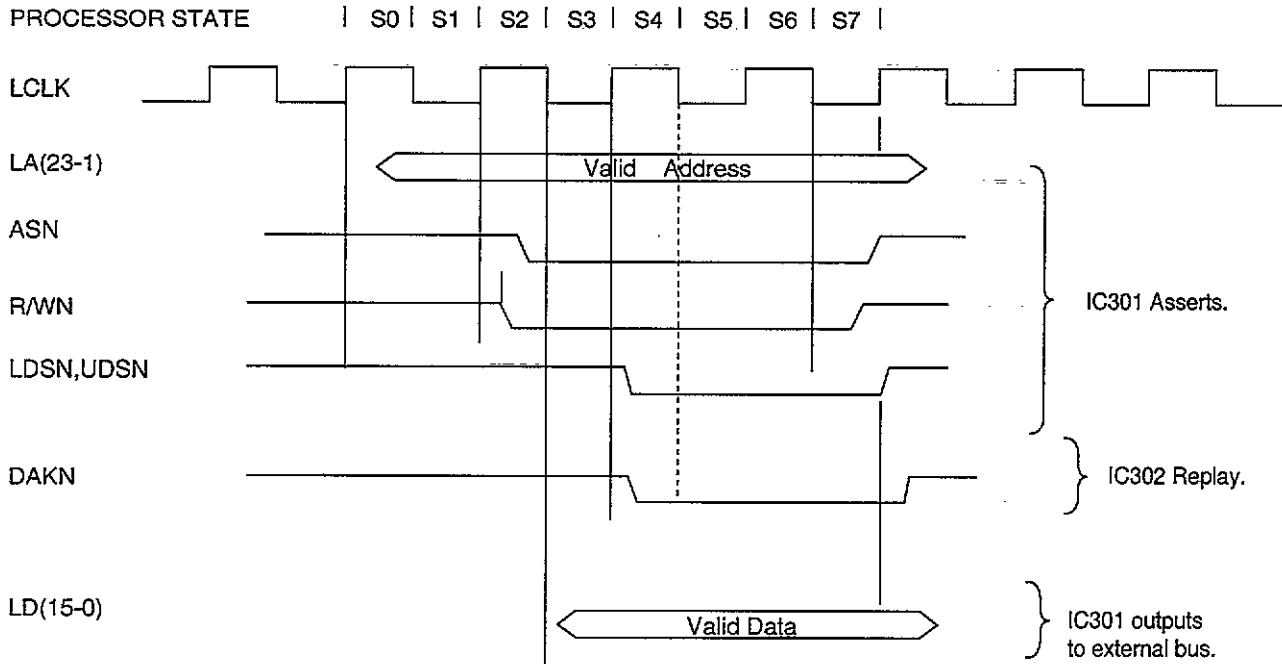 PROCESSOR STATE | S0 | S1 | S2 | S3 | S4 | S5 | S6 | S7 |
LCLK
LA(23-1)
Valid Address
ASN
R/WN
IC301 Asserts.
LDSN,UDSN
DAKN
IC302 Replay.
LD(15-0)
Valid Data
IC301 outputs
to external bus.